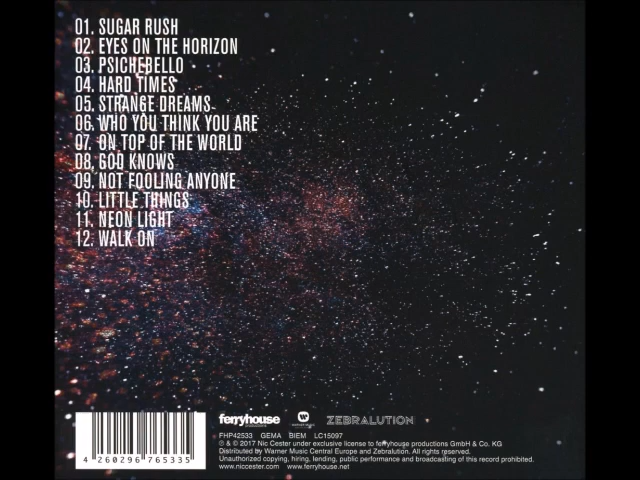 01. SUGAR RUSH
02. EYES ON THE HORIZON
03. PSICHEBELLO
04. HARD TIMES
05. STRANGE DREAMS
06. WHO YOU THINK YOU ARE
07. ON TOP OF THE WORLD
08. GOD KNOWS
09. NOT FOOLING ANYONE
10. LITTLE THINGS
11. NEON LIGHT
12. WALK ON
ferryhouse
ZEBRALUTION
FHP42533 GEMA BIEM LC15097
℗ & © 2017 Nic Cester under exclusive license to ferryhouse productions GmbH & Co. KG
Distributed by Warner Music Central Europe and Zebralution. All rights reserved.
Unauthorized copying, hiring, lending, public performance and broadcasting of this record prohibited.
www.niccester.com www.ferryhouse.net
4 260296 765335